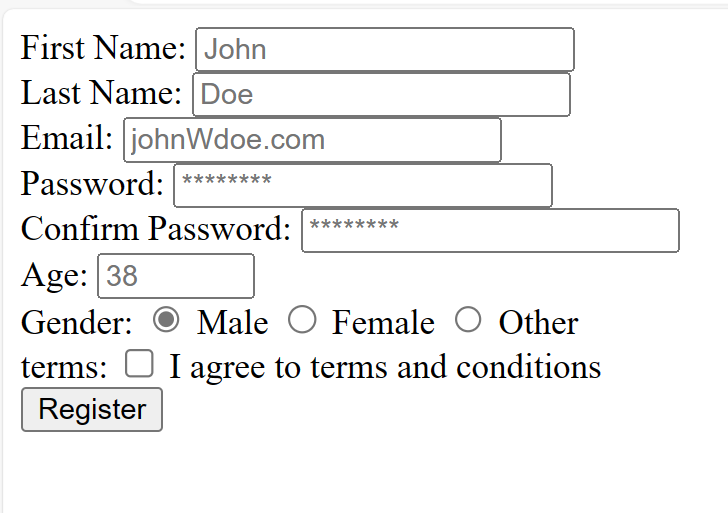 First Name: John
Last Name: Doe
Email: johnWdoe.com
Password: ********
Confirm Password: ********
Age: 38
Gender: Male Female Other
terms: I agree to terms and conditions
Register